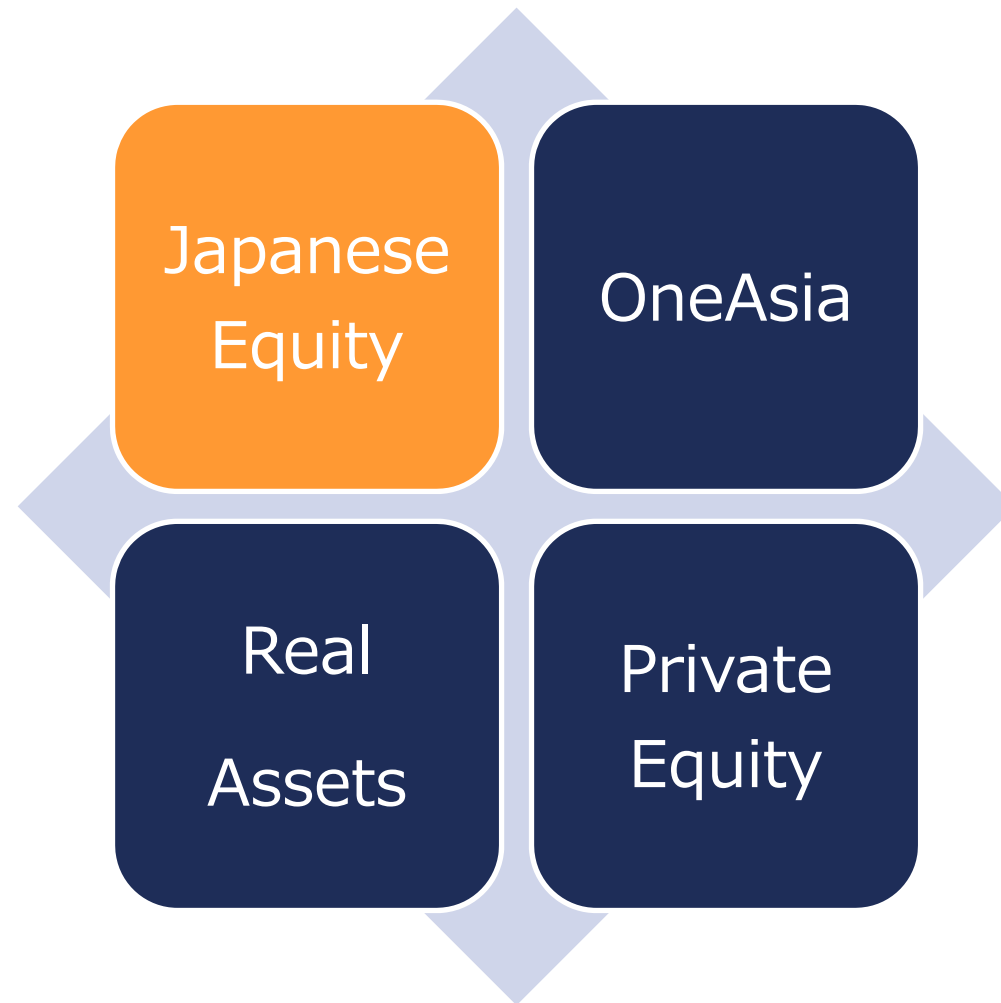 Japanese
Equity
OneAsia
Real
Assets
Private
Equity